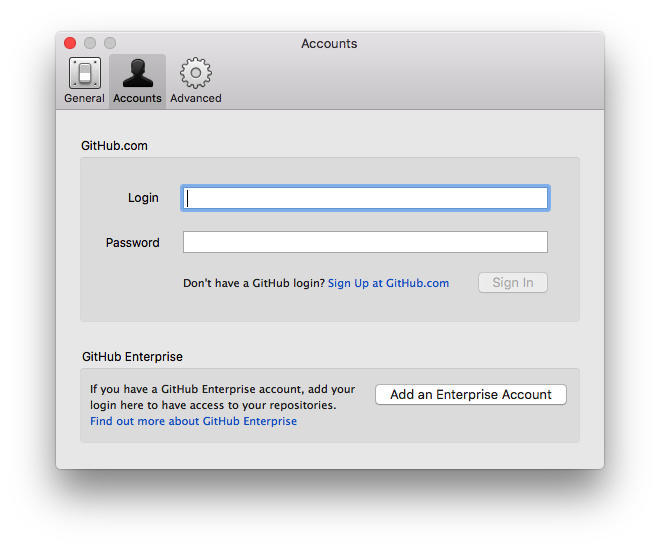 Accounts
General Accounts Advanced
GitHub.com
Login
Password
Don't have a GitHub login? Sign Up at GitHub.com Sign In
GitHub Enterprise
If you have a GitHub Enterprise account, add your
login here to have access to your repositories.
Find out more about GitHub Enterprise
Add an Enterprise Account